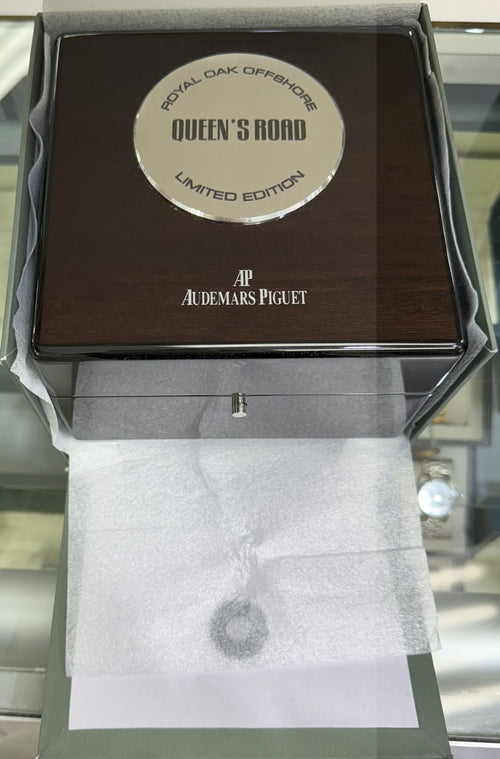 ROYAL OAK OFFSHORE
QUEEN'S ROAD
LIMITED EDITION
AP
AUDEMARS PIGUET